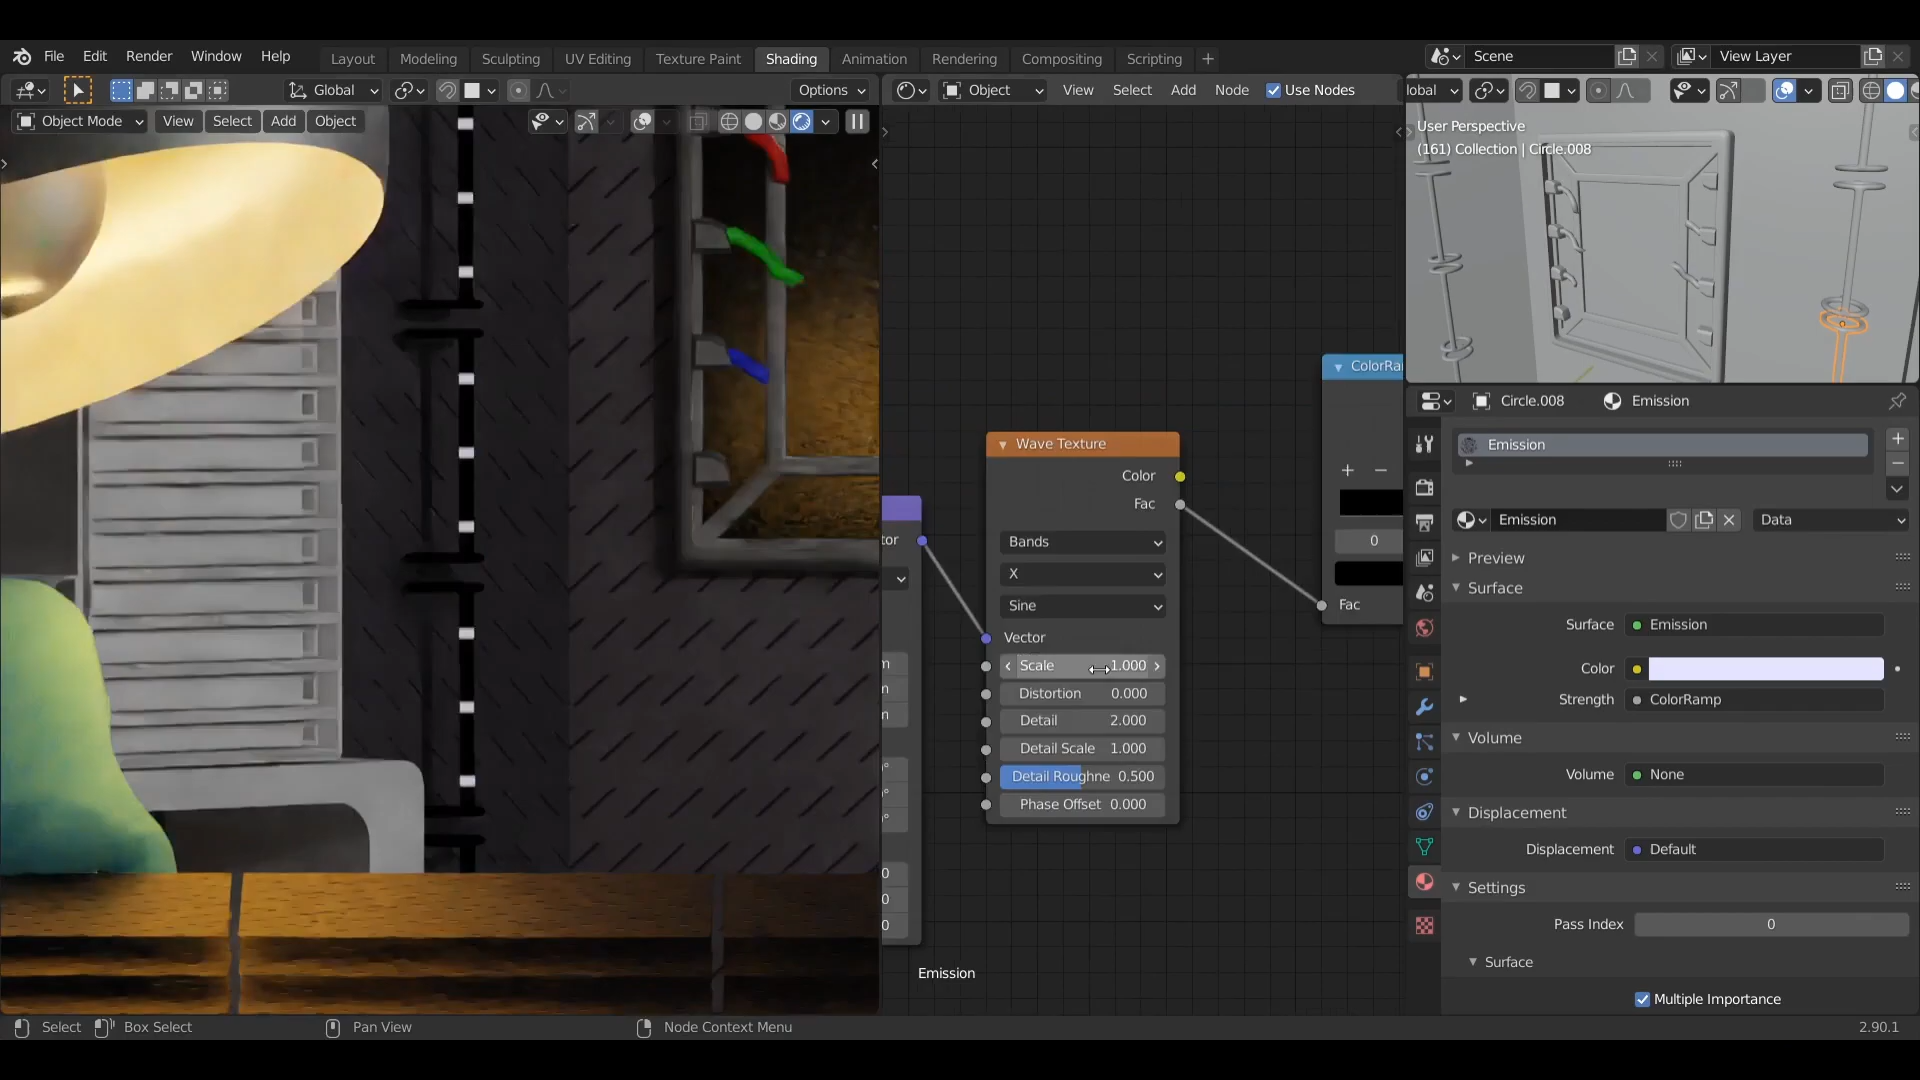 File Edit Render Window Help Layout Modeling Sculpting UV Editing Texture Paint Shading Animation Rendering Compositing Scripting + Scene View Layer
Global Options Object View Select Add Node Use Nodes lobal
Object Mode View Select Add Object
User Perspective
(161) Collection | Circle.008
ColorRa
Wave Texture
Color
Fac
tor
Bands
X
Sine
Vector
Scale 1.000
Distortion 0.000
Detail 2.000
Detail Scale 1.000
Detail Roughne 0.500
Phase Offset 0.000
m
m
m
°
°
°
0
0
0
+ −
0
Fac
Emission
Circle.008 Emission
Emission
Emission Data
Preview
Surface
Surface Emission
Color
Strength ColorRamp
Volume
Volume None
Displacement
Displacement Default
Settings
Pass Index 0
Surface
Multiple Importance
Select Box Select Pan View Node Context Menu 2.90.1